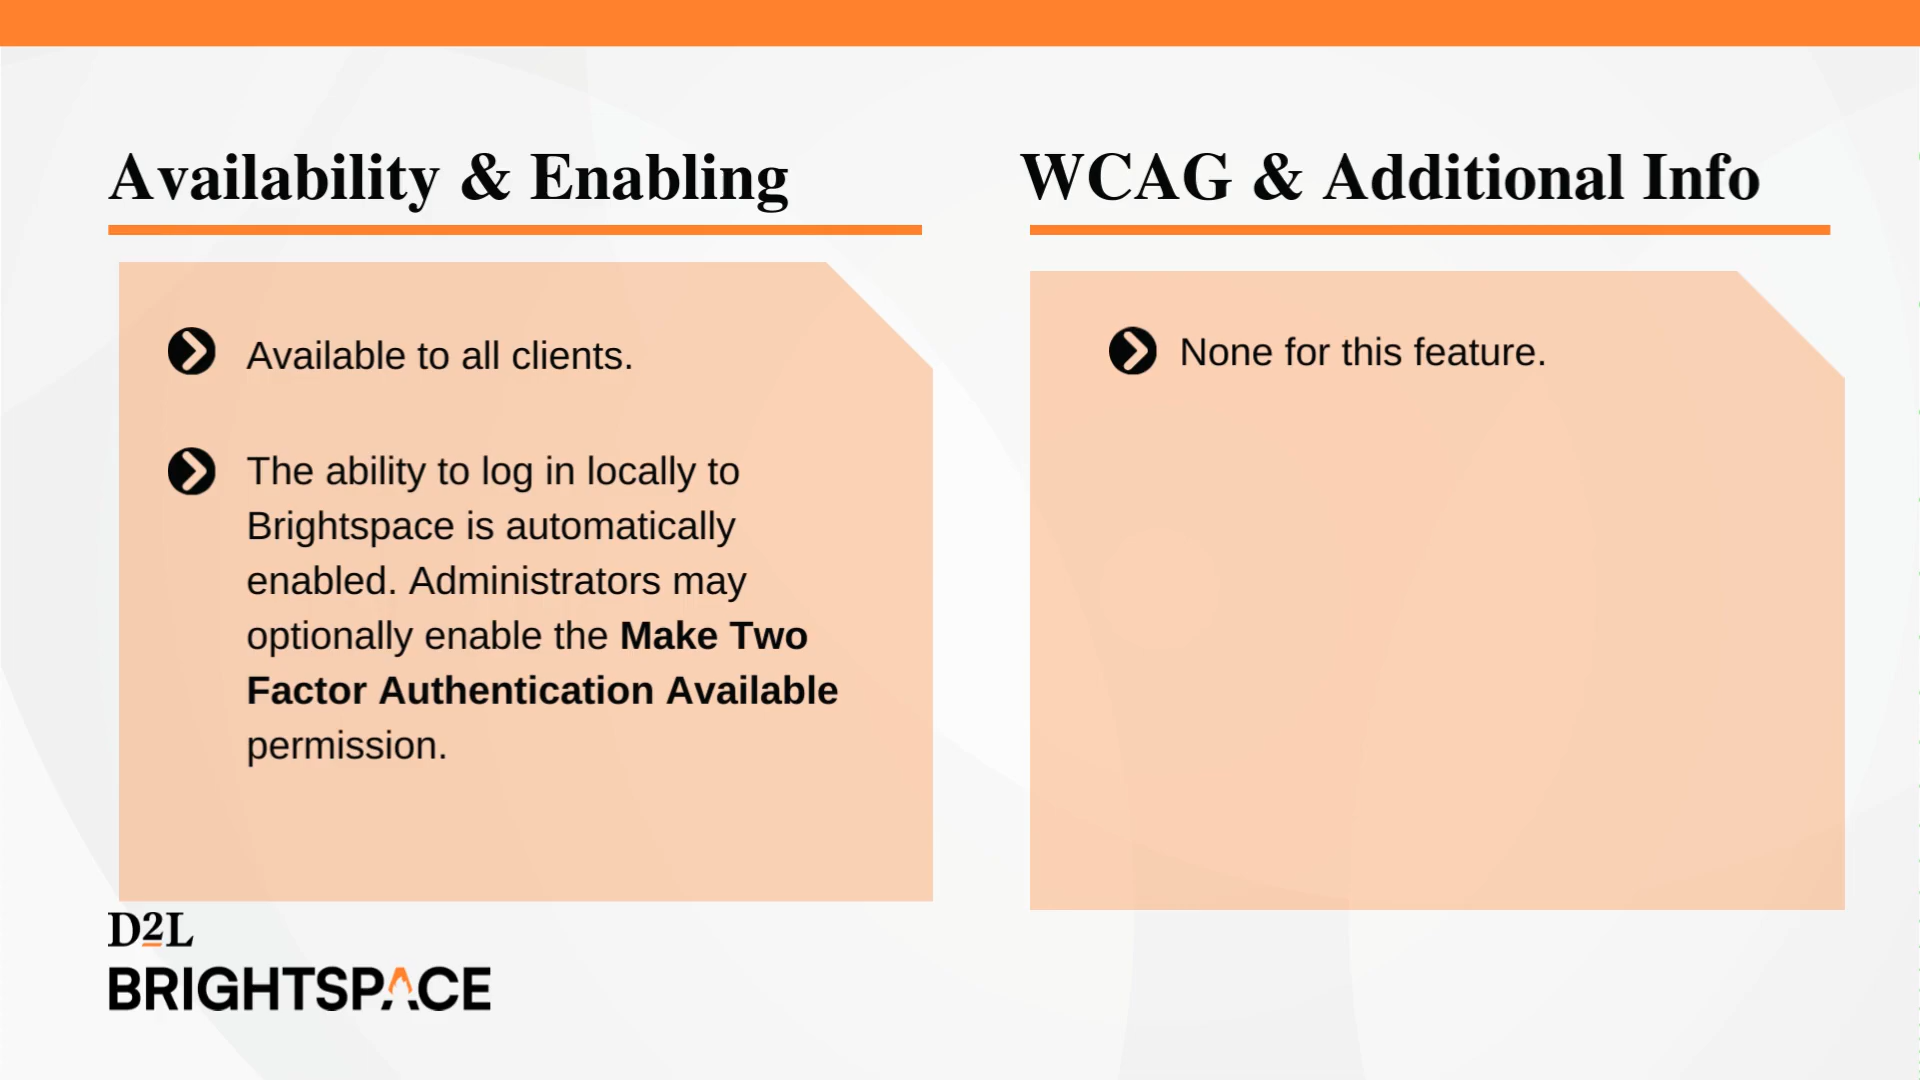 Availability & Enabling
Available to all clients.
The ability to log in locally to
Brightspace is automatically
enabled. Administrators may
optionally enable the Make Two
Factor Authentication Available
permission.
WCAG & Additional Info
None for this feature.
D2L
BRIGHTSPACE